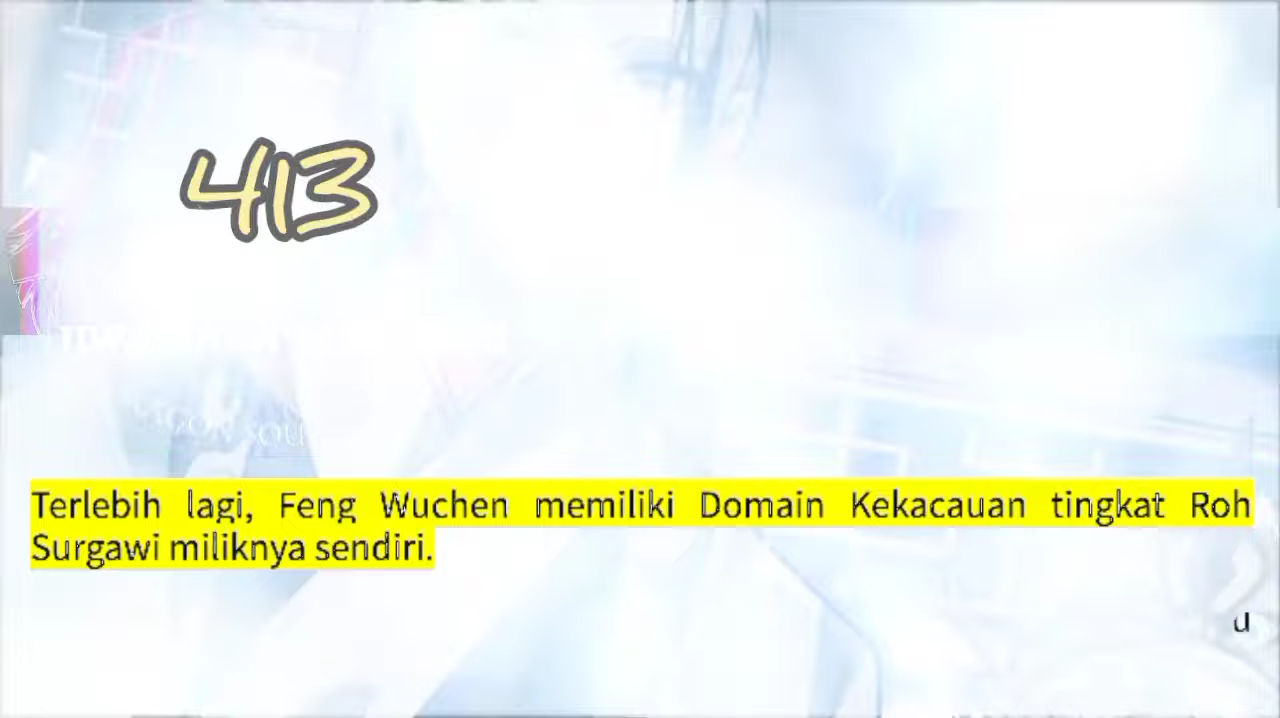 413
Terlebih lagi, Feng Wuchen memiliki Domain Kekacauan tingkat Roh
Surgawi miliknya sendiri.
u